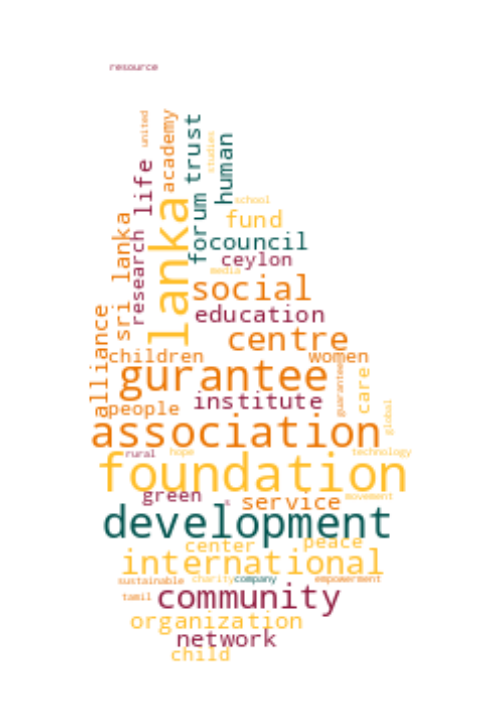 resource
united
academy
trust
studies
human
life
school
lanka
forum
fund
sri lanka
research
focouncil
ceylon
media
social
education
centre
alliance
children
women
gurantee
guarantee
care
institute
people
global
association
rural
hope
technology
foundation
green
service
movement
development
center
peace
international
sustainable
charity
company
empowerment
tamil
community
organization
network
child